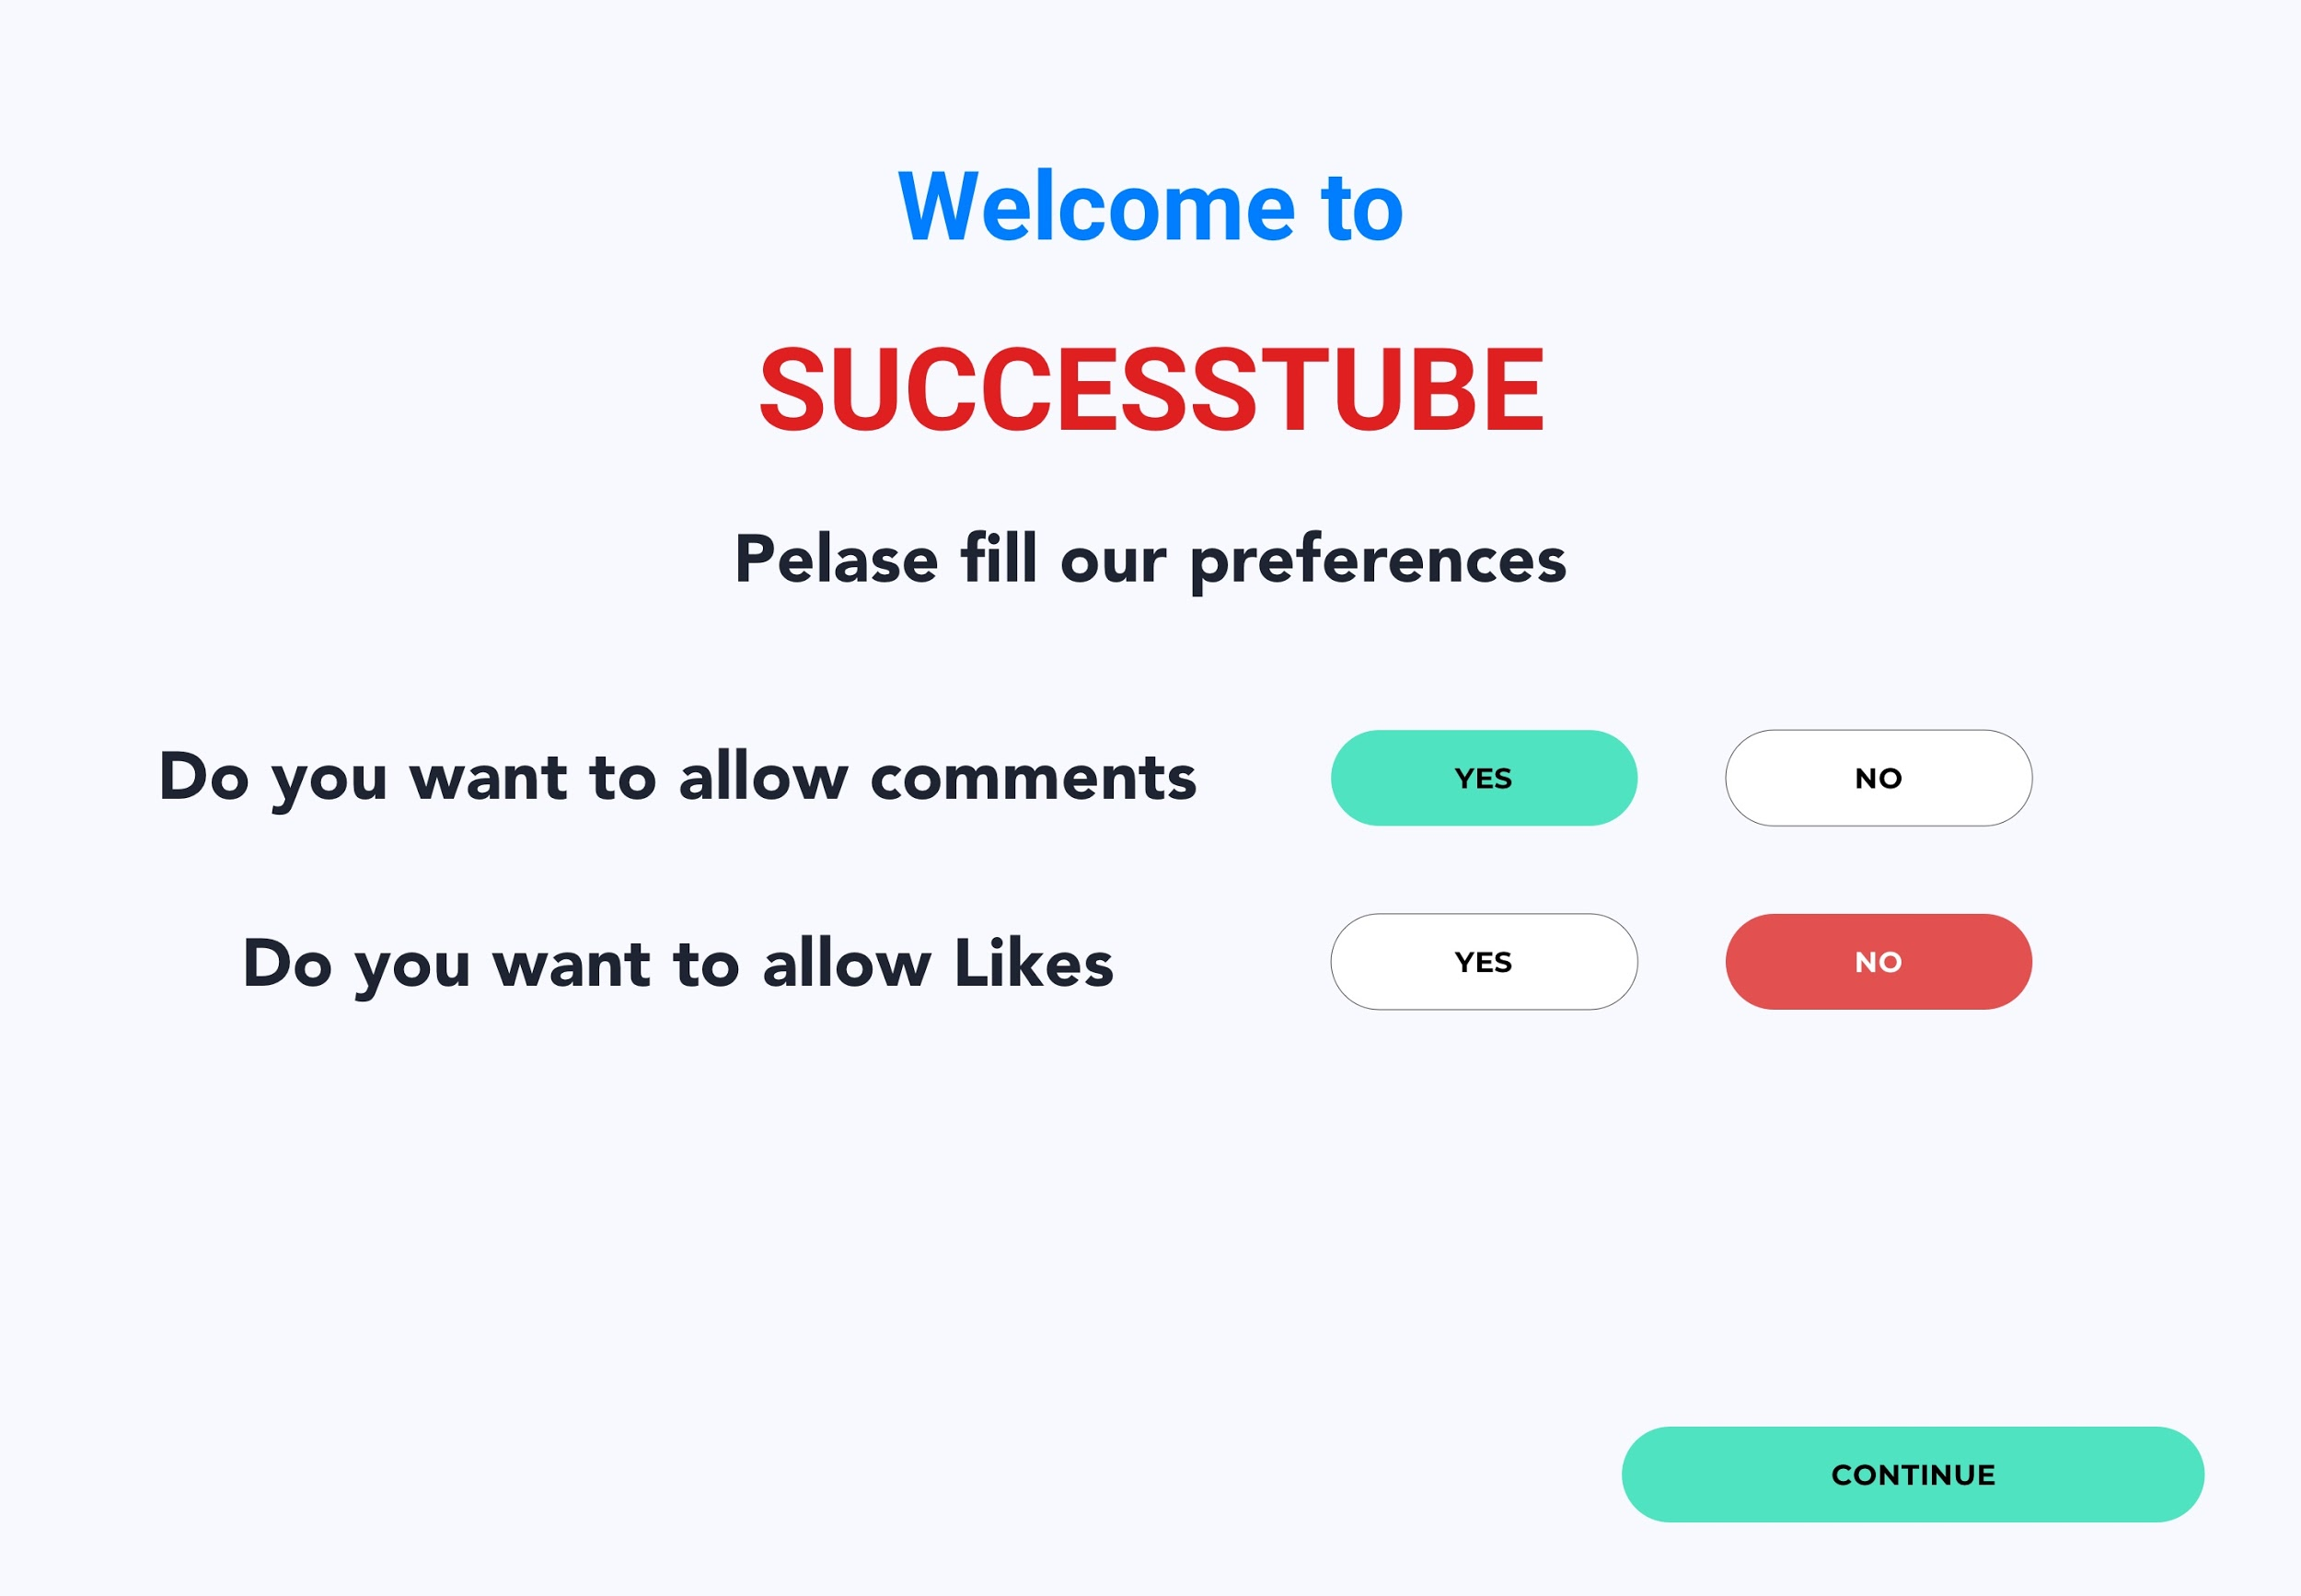 Welcome to
SUCCESSTUBE
Pelase fill our preferences
Do you want to allow comments YES NO
Do you want to allow Likes YES NO
CONTINUE